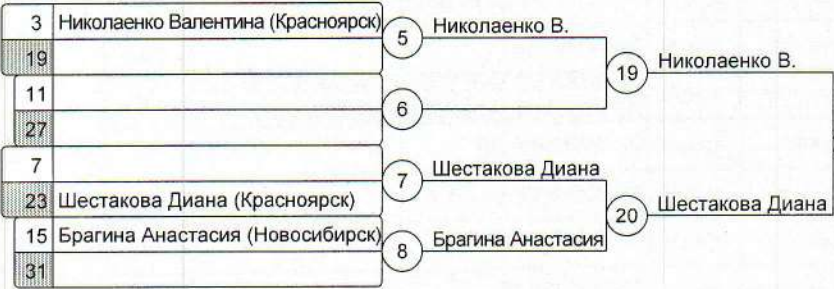 3 Николаенко Валентина (Красноярск)
5 Николаенко В.
19
19 Николаенко В.
11
6
27
7
7 Шестакова Диана
23 Шестакова Диана (Красноярск)
20 Шестакова Диана
15 Брагина Анастасия (Новосибирск)
8 Брагина Анастасия
31